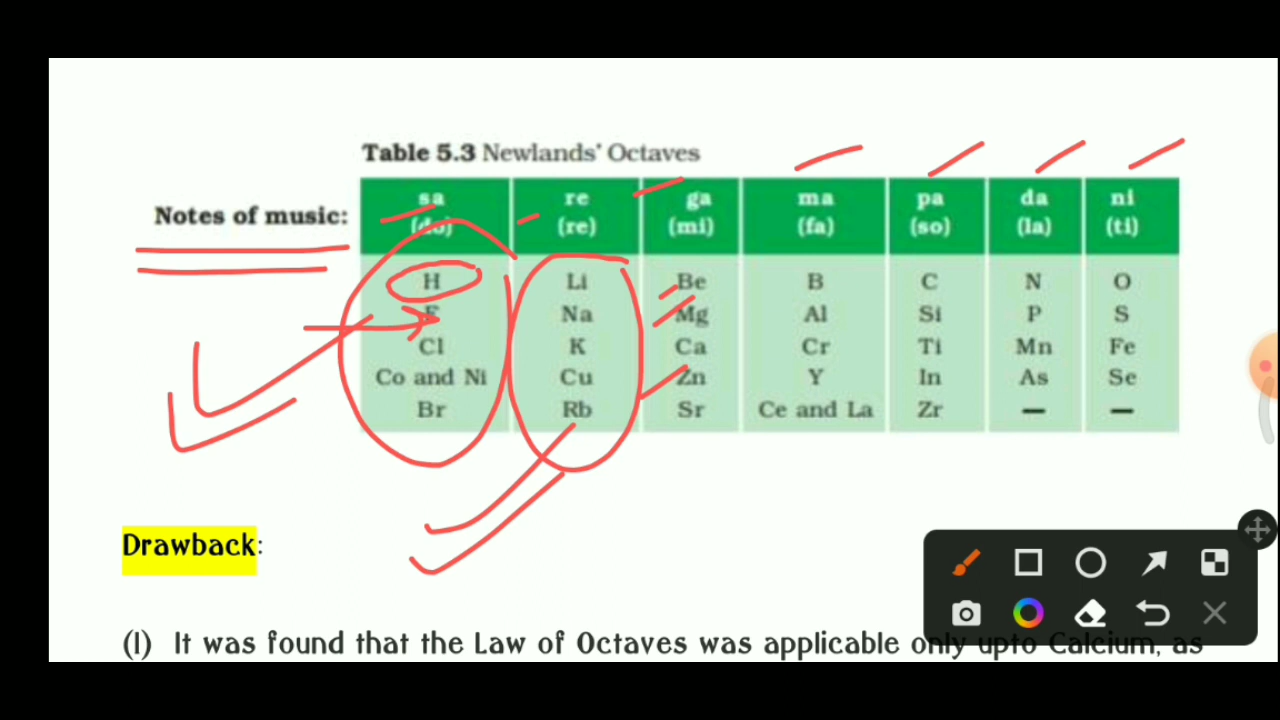 Table 5.3 Newlands' Octaves
Notes of music:
sa re ga ma pa da ni
(do) (re) (mi) (fa) (so) (la) (ti)
H Li Be B C N O
F Na Mg Al Si P S
Cl K Ca Cr Ti Mn Fe
Co and Ni Cu Zn Y In As Se
Br Rb Sr Ce and La Zr — —
Drawback:
(I) It was found that the Law of Octaves was applicable only upto Calcium, as